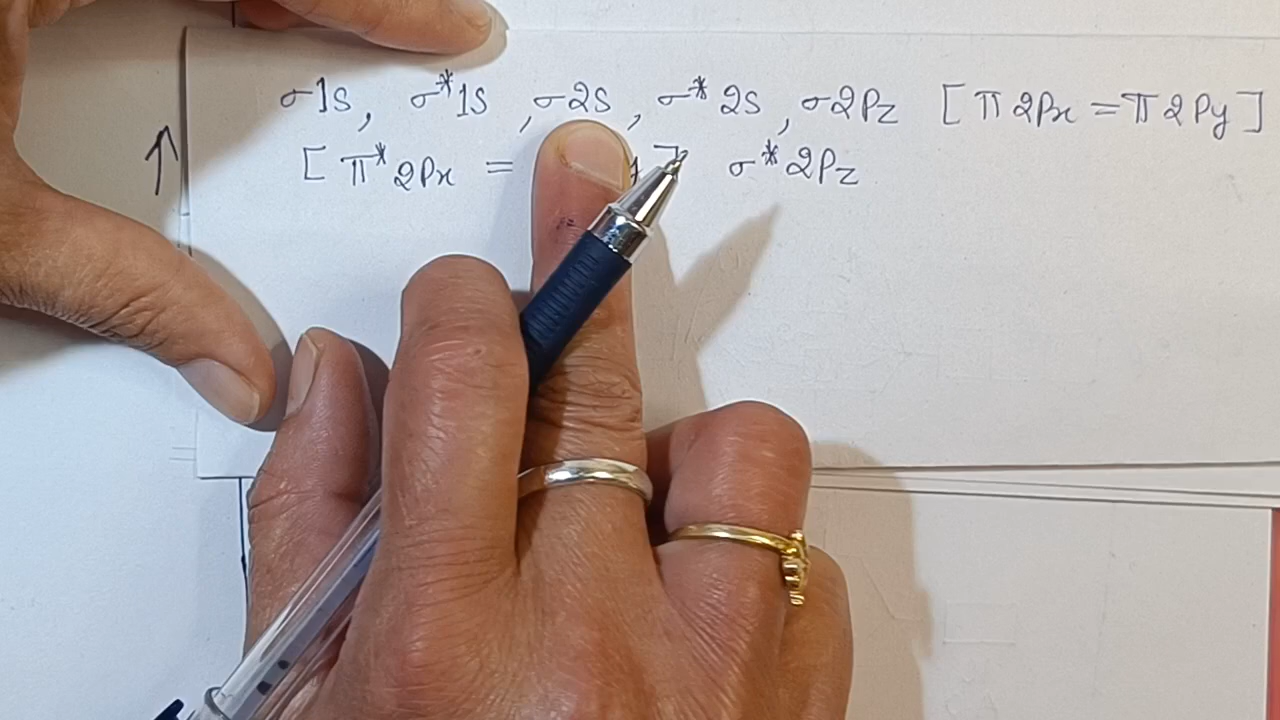 σ1s, σ*1s, σ2s, σ*2s, σ2Pz [π2Px = π2Py]
[π*2Px = ] σ*2Pz